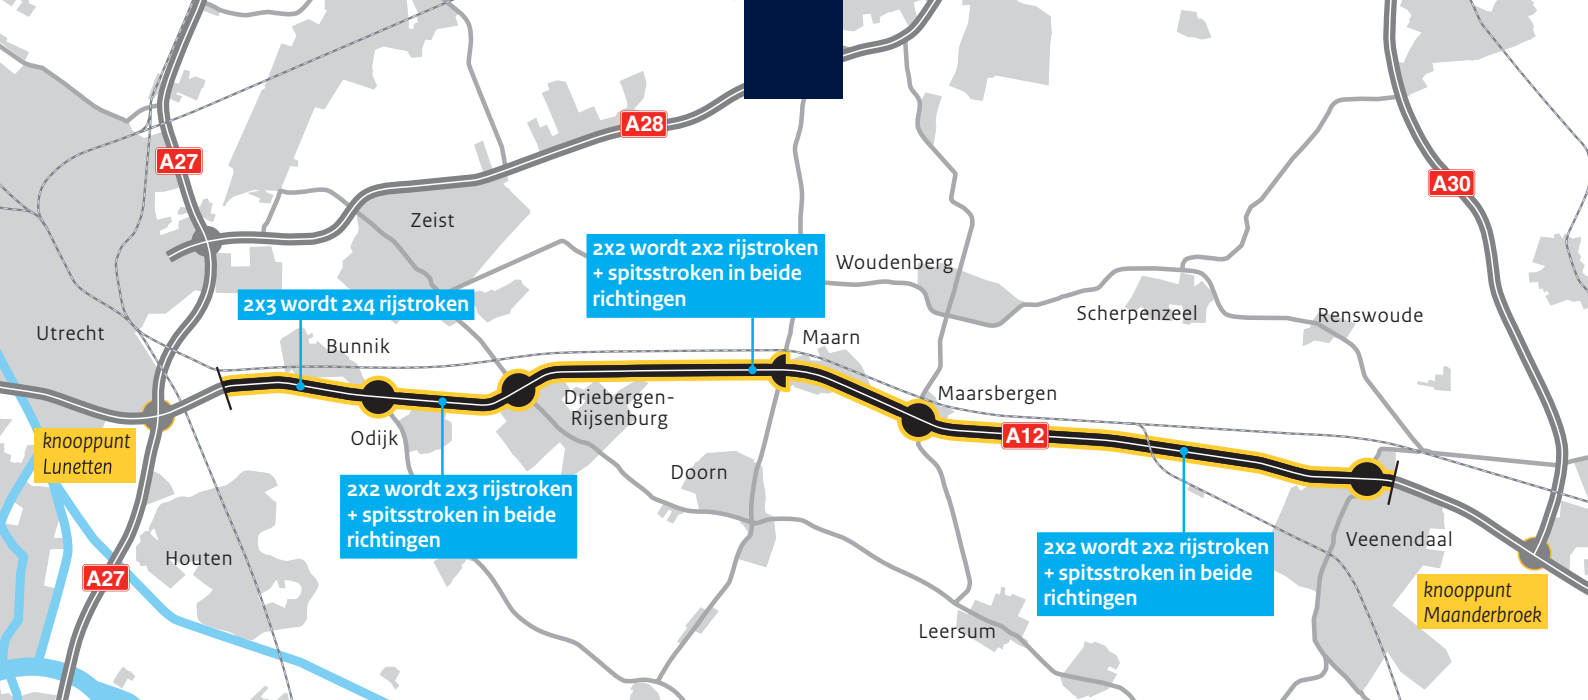 A28
A27
A30
Zeist
2x2 wordt 2x2 rijstroken
+ spitsstroken in beide
richtingen
Woudenberg
2x3 wordt 2x4 rijstroken
Scherpenzeel
Renswoude
Utrecht
Bunnik
Maarn
Driebergen-
Rijsenburg
Maarsbergen
knooppunt
Lunetten
Odijk
A12
Doorn
2x2 wordt 2x3 rijstroken
+ spitsstroken in beide
richtingen
Houten
A27
2x2 wordt 2x2 rijstroken
+ spitsstroken in beide
richtingen
Veenendaal
knooppunt
Maanderbroek
Leersum